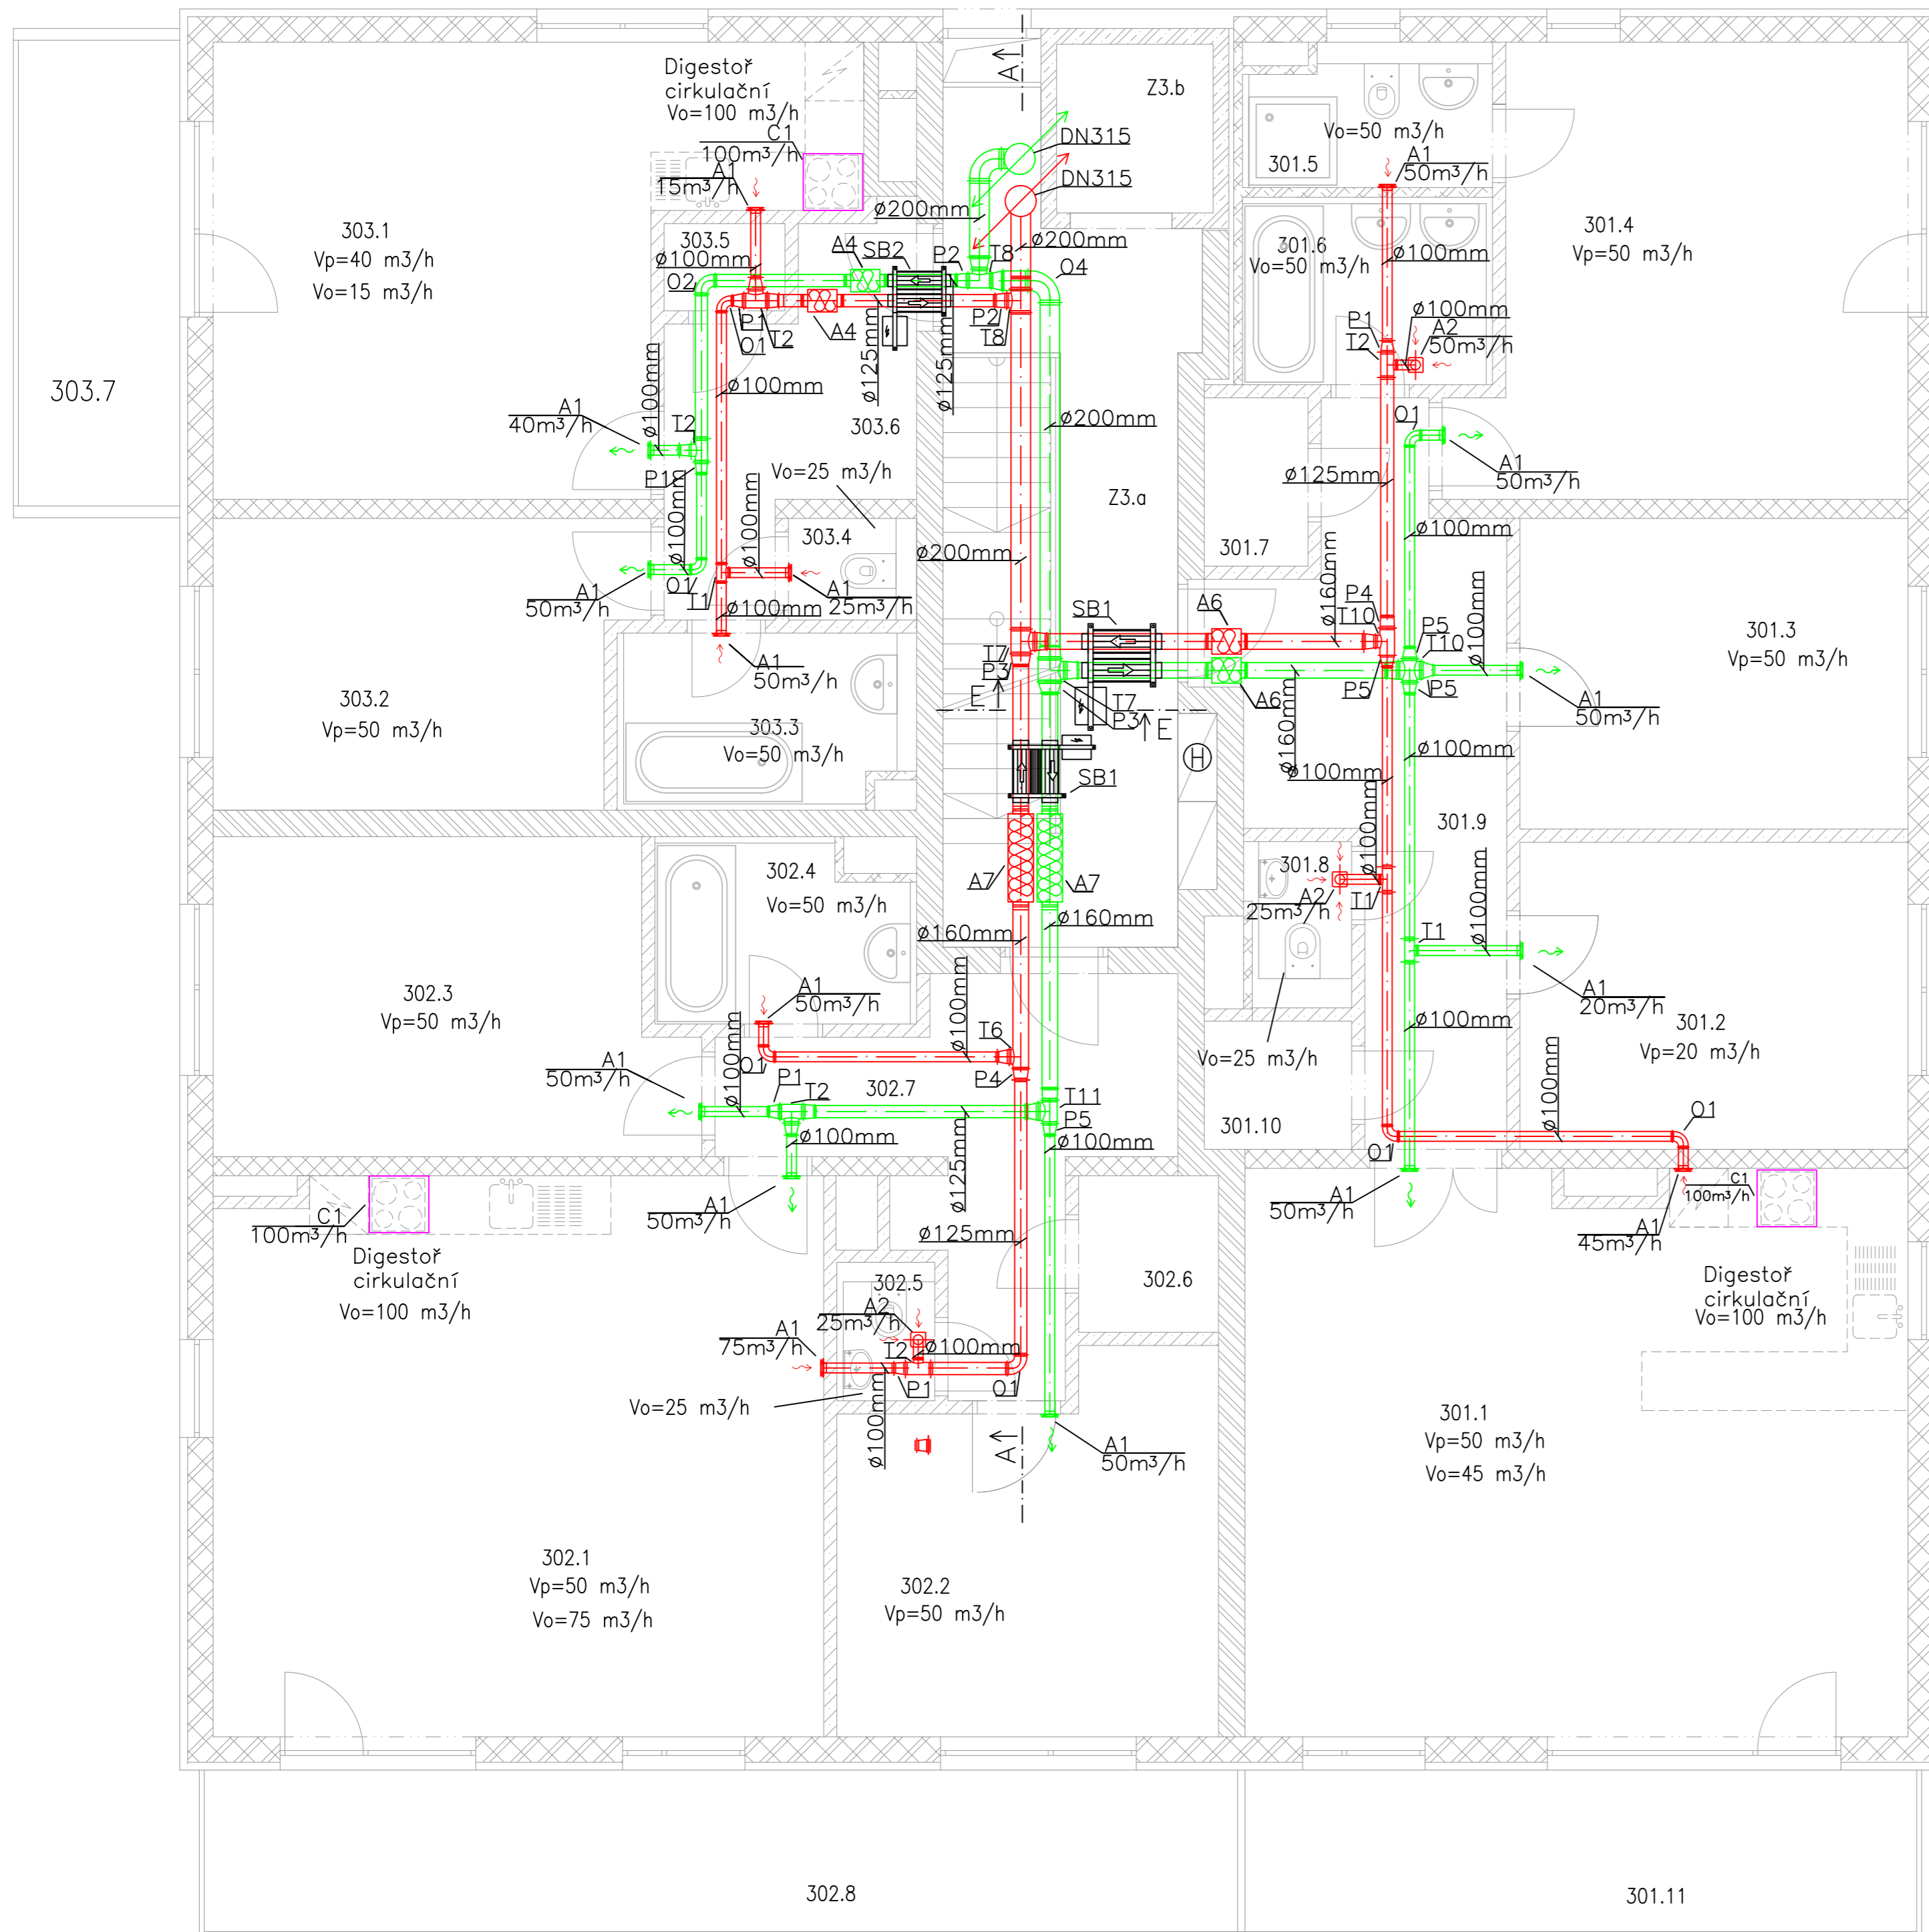 Digestoř
cirkulační
Vo=100 m3/h
C1
100m³/h
A1
15m³/h
303.1
Vp=40 m3/h
Vo=15 m3/h
303.5
ø100mm
A4
SB2
P2
T8
O4
ø200mm
DN315
DN315
ø200mm
A
Z3.b
O2
P1
O1
T2
A4
ø125mm
ø125mm
P2
T8
ø100mm
303.7
A1
40m³/h
ø100mm
T2
P1
303.6
Vo=25 m3/h
ø200mm
Z3.a
ø100mm
ø100mm
303.4
A1
50m³/h
O1
T1
ø100mm
A1
25m³/h
ø200mm
A1
50m³/h
303.2
Vp=50 m3/h
303.3
Vo=50 m3/h
T7
P3
E
SB1
T7
P3
E
H
SB1
A6
A6
ø160mm
ø160mm
Vo=50 m3/h
301.5
A1
50m³/h
301.6
Vo=50 m3/h
ø100mm
P1
T2
ø100mm
A2
50m³/h
301.4
Vp=50 m3/h
O1
A1
50m³/h
ø125mm
ø100mm
301.7
P4
T10
P5
T10
P5
P5
ø100mm
A1
50m³/h
301.3
Vp=50 m3/h
ø100mm
ø100mm
ø100mm
301.9
301.8
A2
25m³/h
T1
T1
ø100mm
A1
20m³/h
301.2
Vp=20 m3/h
ø100mm
Vo=25 m3/h
301.10
ø100mm
O1
O1
302.4
Vo=50 m3/h
A7
A7
ø160mm
ø160mm
302.3
Vp=50 m3/h
A1
50m³/h
ø100mm
T6
O1
P4
A1
50m³/h
ø100mm
P1
T2
302.7
T11
P5
ø100mm
ø100mm
ø125mm
A1
50m³/h
C1
100m³/h
Digestoř
cirkulační
Vo=100 m3/h
ø125mm
302.6
302.5
A2
25m³/h
A1
75m³/h
T2
ø100mm
P1
O1
Vo=25 m3/h
ø100mm
A
A1
50m³/h
A1
50m³/h
A1
45m³/h
C1
100m³/h
Digestoř
cirkulační
Vo=100 m3/h
301.1
Vp=50 m3/h
Vo=45 m3/h
302.1
Vp=50 m3/h
Vo=75 m3/h
302.2
Vp=50 m3/h
302.8
301.11